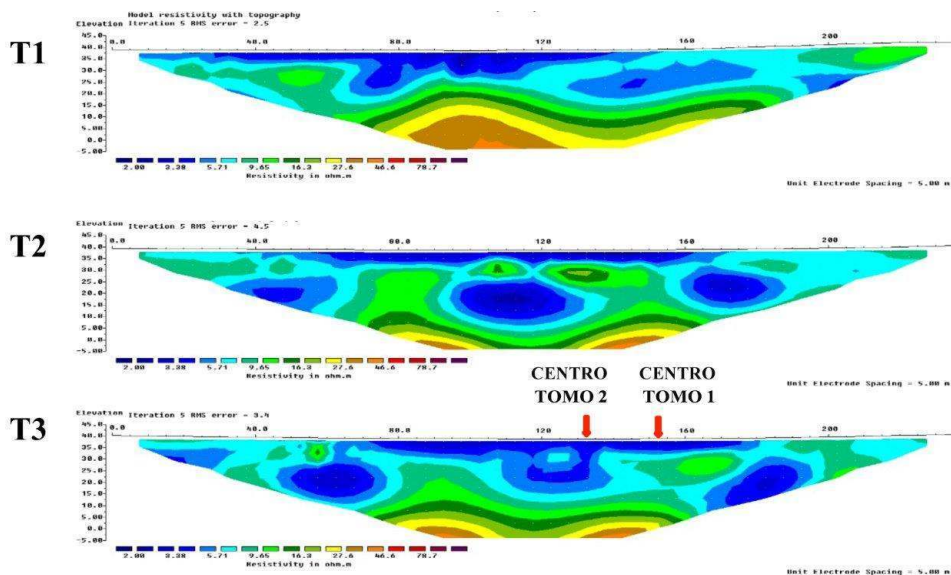 T1
Model resistivity with topography
Elevation Iteration 5 RMS error = 2.5
45.0
0.0 40.0 80.0 120 160 200
35.0
30.0
25.0
20.0
15.0
10.0
5.00
0.0
-5.00
2.00 3.38 5.71 9.65 16.3 27.6 46.6 78.7
Resistivity in ohm.m
Unit Electrode Spacing = 5.00 m
T2
Elevation Iteration 5 RMS error = 4.5
45.0
0.0 40.0 80.0 120 160 200
35.0
30.0
25.0
20.0
15.0
10.0
5.00
0.0
-5.00
2.00 3.38 5.71 9.65 16.3 27.6 46.6 78.7
Resistivity in ohm.m
Unit Electrode Spacing = 5.00 m
CENTRO CENTRO
TOMO 2 TOMO 1
T3
Elevation Iteration 5 RMS error = 3.4
45.0
0.0 40.0 80.0 120 160 200
35.0
30.0
25.0
20.0
15.0
10.0
5.00
0.0
-5.00
2.00 3.38 5.71 9.65 16.3 27.6 46.6 78.7
Resistivity in ohm.m
Unit Electrode Spacing = 5.00 m